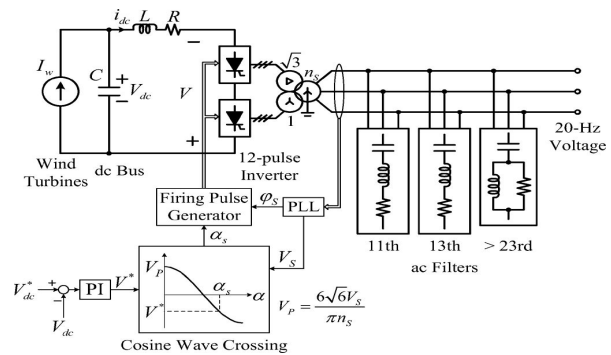 i_dc L R
I_w
C
+
−
V_dc
−
V
+
√3
n_s
1
Wind
Turbines
dc Bus
12-pulse
Inverter
20-Hz
Voltage
Firing Pulse
Generator
φ_S
PLL
α_s
V_S
11th
13th
> 23rd
ac Filters
V_dc^*
+
−
V_dc
PI
V^*
V_P
V^*
α_s
α
V_P = 6√6V_S / πn_S
Cosine Wave Crossing